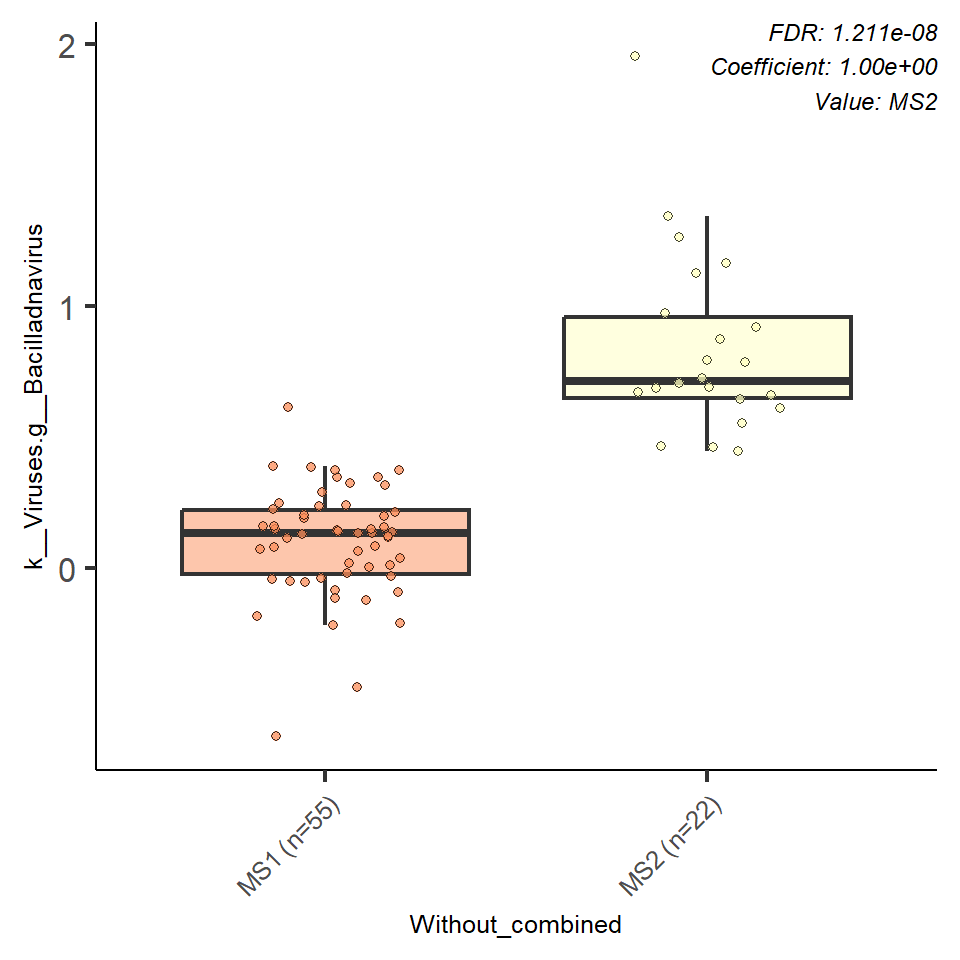 FDR: 1.211e-08
Coefficient: 1.00e+00
Value: MS2
k__Viruses.g__Bacilladnavirus
2
1
0
MS1 (n=55)
MS2 (n=22)
Without_combined